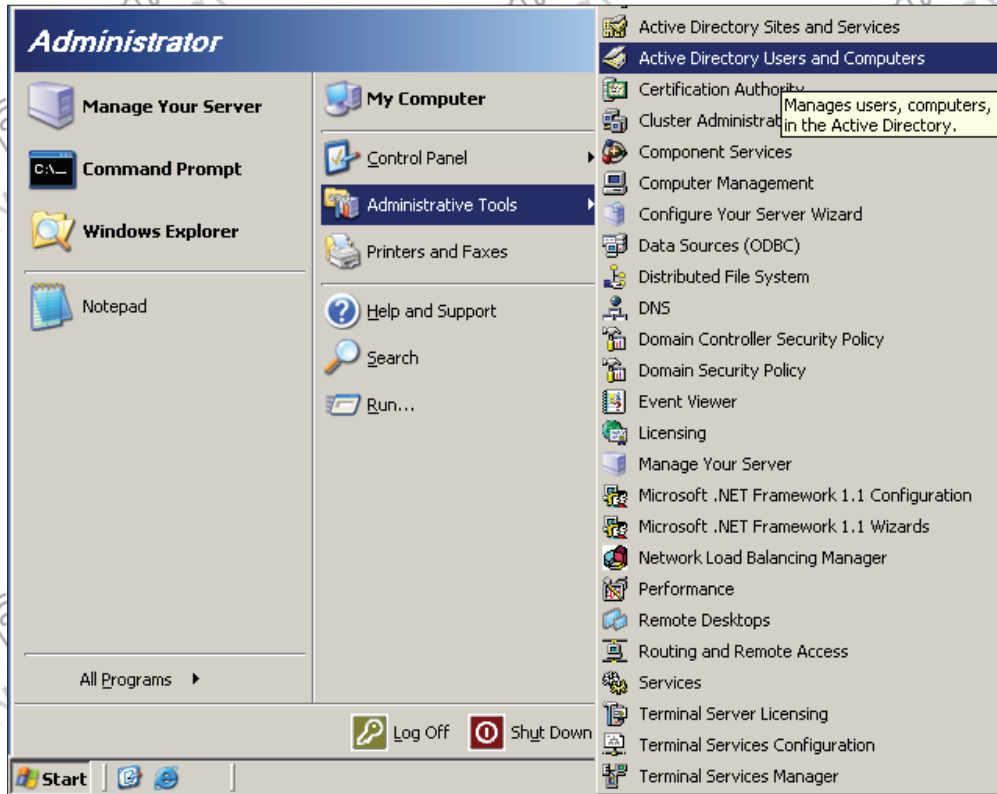 Administrator
Manage Your Server
Command Prompt
Windows Explorer
Notepad
All Programs
My Computer
Control Panel
Administrative Tools
Printers and Faxes
Help and Support
Search
Run...
Log Off
Shut Down
Start
Active Directory Sites and Services
Active Directory Users and Computers
Certification Authority
Manages users, computers,
in the Active Directory.
Cluster Administrat
Component Services
Computer Management
Configure Your Server Wizard
Data Sources (ODBC)
Distributed File System
DNS
Domain Controller Security Policy
Domain Security Policy
Event Viewer
Licensing
Manage Your Server
Microsoft .NET Framework 1.1 Configuration
Microsoft .NET Framework 1.1 Wizards
Network Load Balancing Manager
Performance
Remote Desktops
Routing and Remote Access
Services
Terminal Server Licensing
Terminal Services Configuration
Terminal Services Manager
C:\_